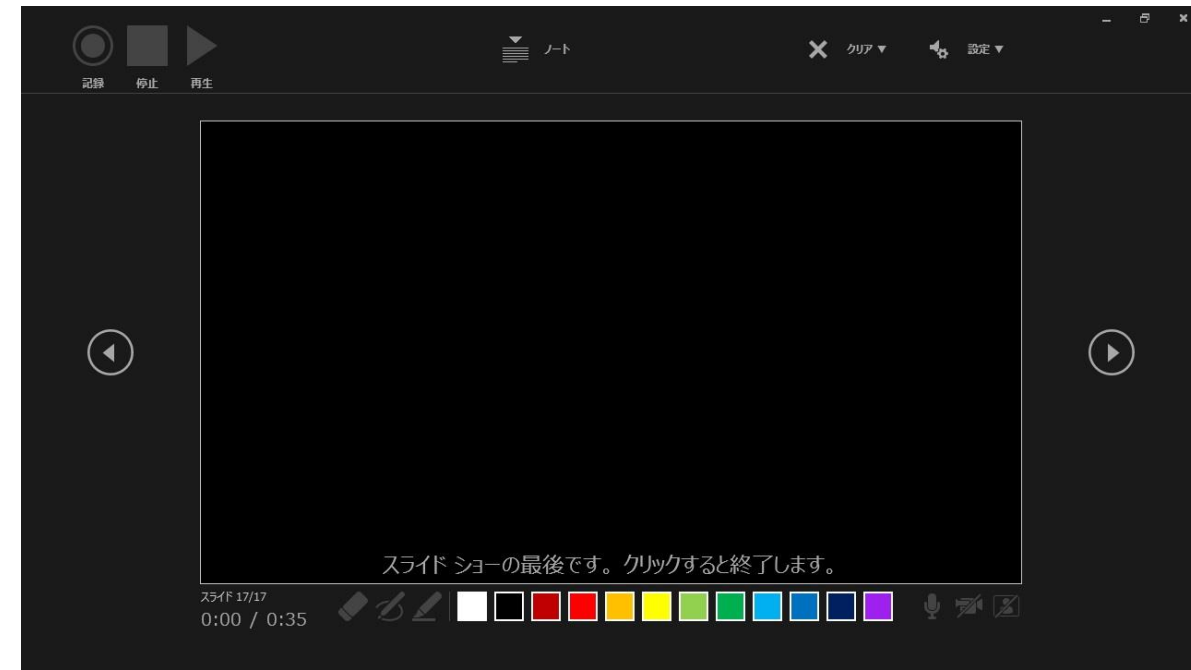 ノート
クリア▼
設定▼
記録
停止
再生
スライド ショーの最後です。クリックすると終了します。
スライド 17/17
0:00 / 0:35